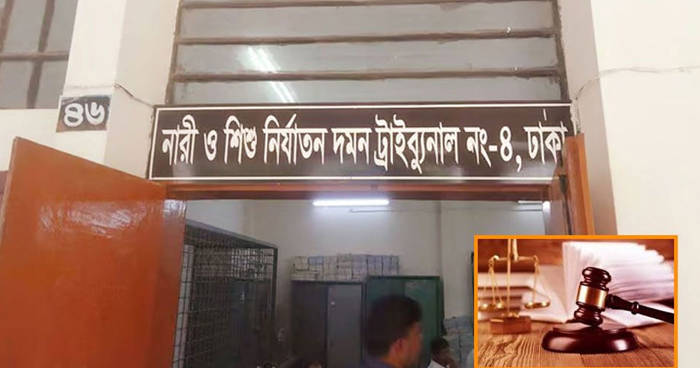 ৪৬
নারী ও শিশু নির্যাতন দমন ট্রাইব্যুনাল নং-৪, ঢাকা